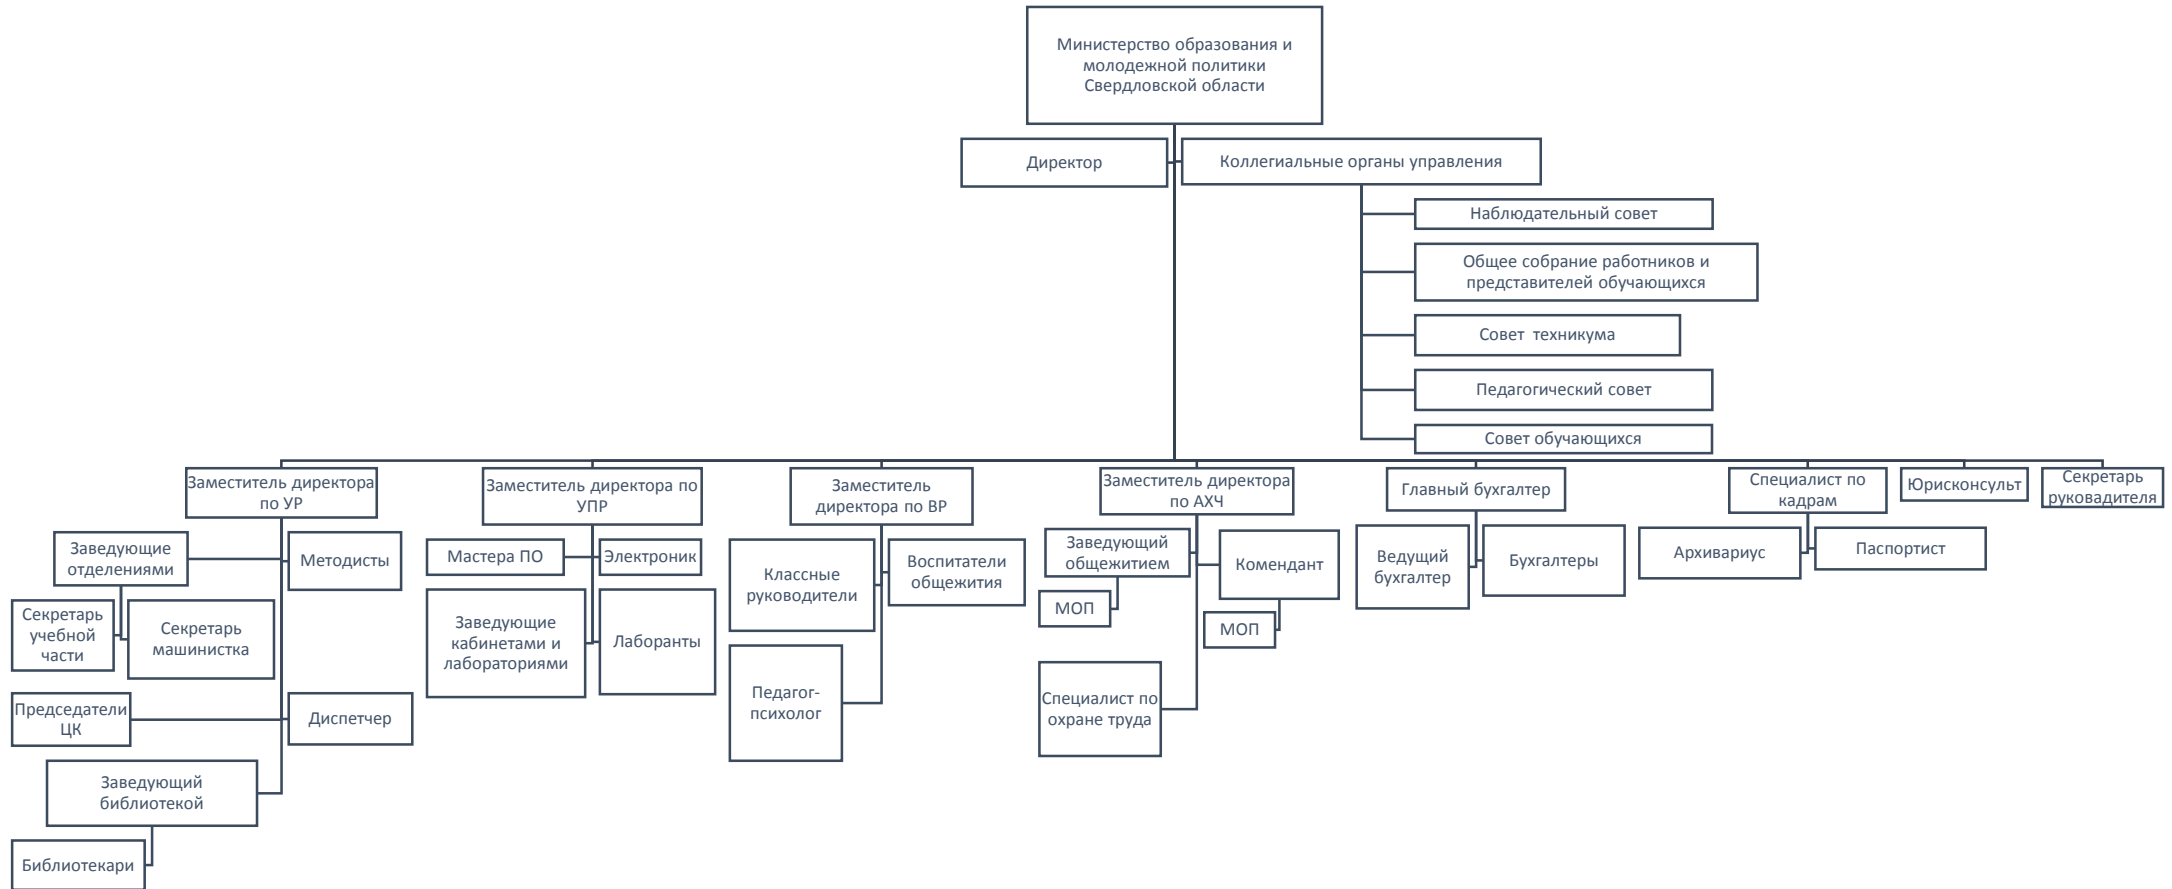 Министерство образования и
молодежной политики
Свердловской области
Директор
Коллегиальные органы управления
Наблюдательный совет
Общее собрание работников и
представителей обучающихся
Совет техникума
Педагогический совет
Совет обучающихся
Заместитель директора
по УР
Заместитель директора по
УПР
Заместитель
директора по ВР
Заместитель директора
по АХЧ
Главный бухгалтер
Специалист по
кадрам
Юрисконсульт
Секретарь
руковадителя
Заведующие
отделениями
Методисты
Секретарь
учебной
части
Секретарь
машинистка
Председатели
ЦК
Диспетчер
Заведующий
библиотекой
Библиотекари
Мастера ПО
Электроник
Заведующие
кабинетами и
лабораториями
Лаборанты
Классные
руководители
Воспитатели
общежития
Педагог-
психолог
Заведующий
общежитием
Комендант
МОП
МОП
Специалист по
охране труда
Ведущий
бухгалтер
Бухгалтеры
Архивариус
Паспортист